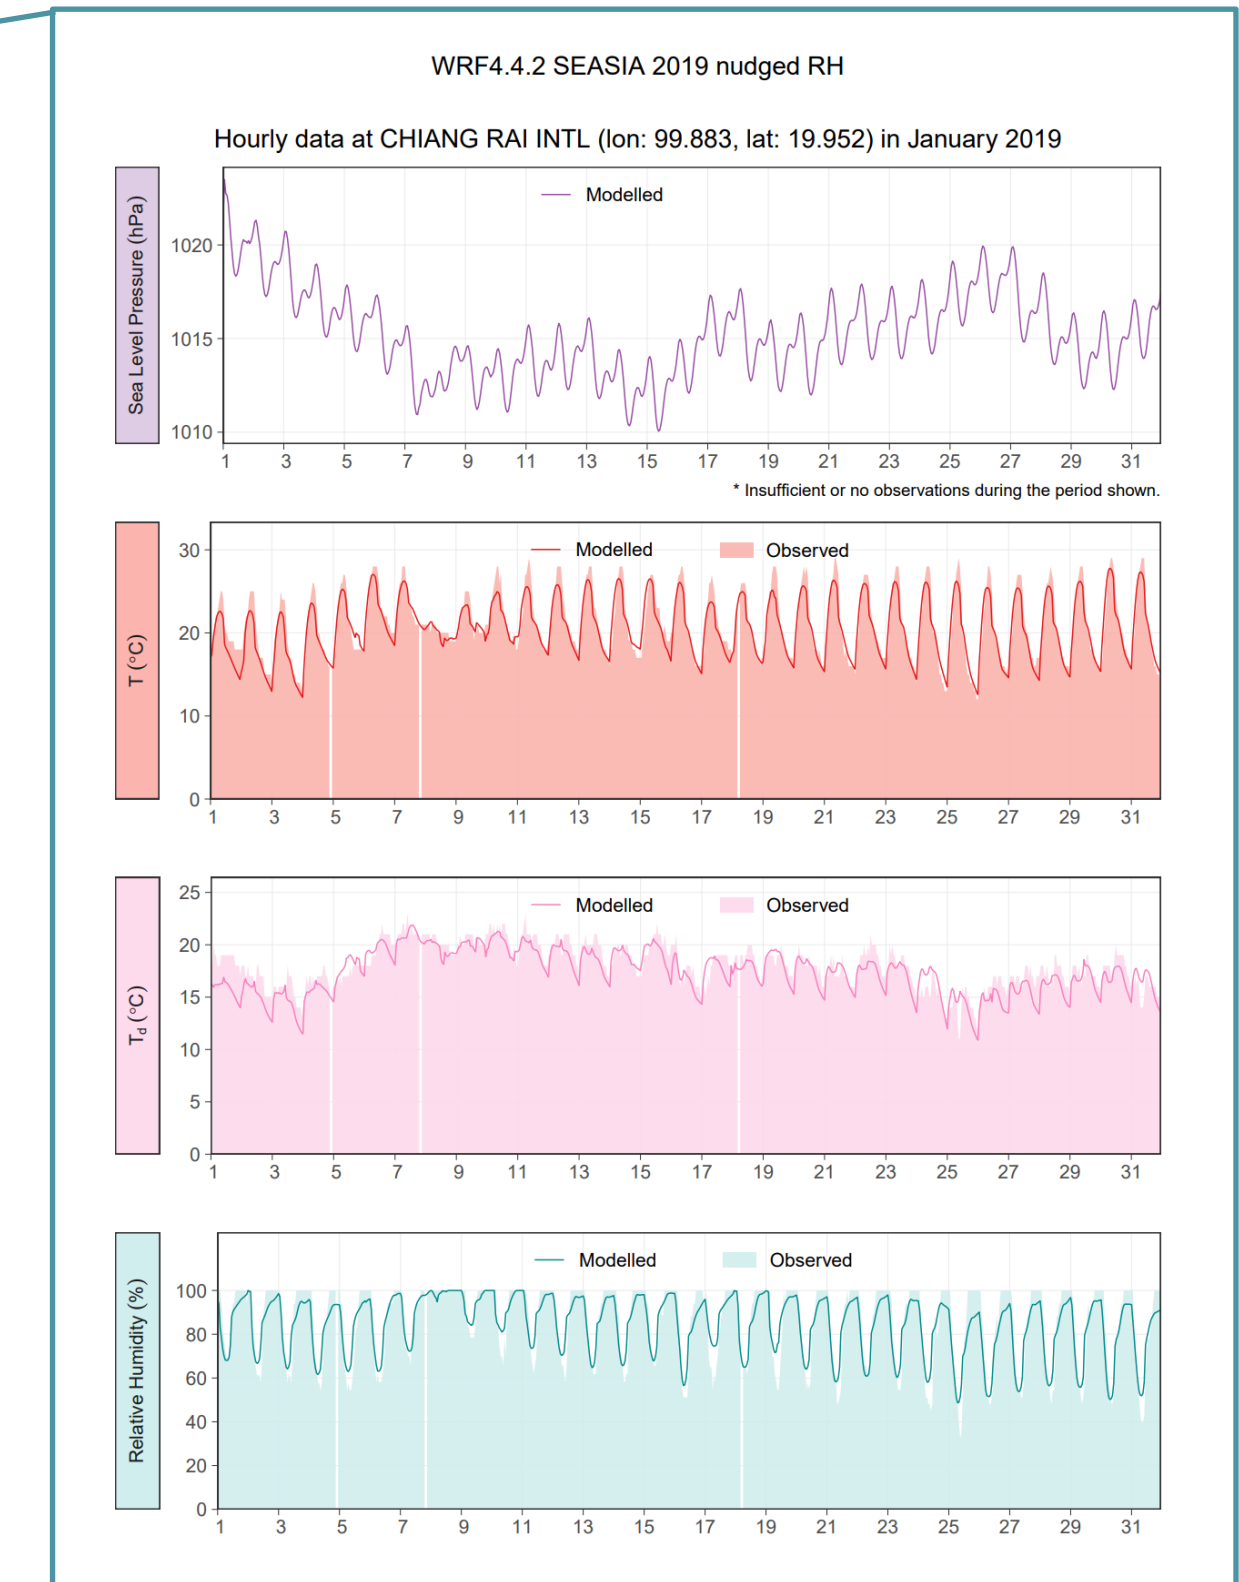 WRF4.4.2 SEASIA 2019 nudged RH
Hourly data at CHIANG RAI INTL (lon: 99.883, lat: 19.952) in January 2019
Sea Level Pressure (hPa)
Modelled
1020
1015
1010
1 3 5 7 9 11 13 15 17 19 21 23 25 27 29 31
* Insufficient or no observations during the period shown.
T (°C)
Modelled Observed
30
20
10
0
1 3 5 7 9 11 13 15 17 19 21 23 25 27 29 31
Td (°C)
Modelled Observed
25
20
15
10
5
0
1 3 5 7 9 11 13 15 17 19 21 23 25 27 29 31
Relative Humidity (%)
Modelled Observed
100
80
60
40
20
0
1 3 5 7 9 11 13 15 17 19 21 23 25 27 29 31